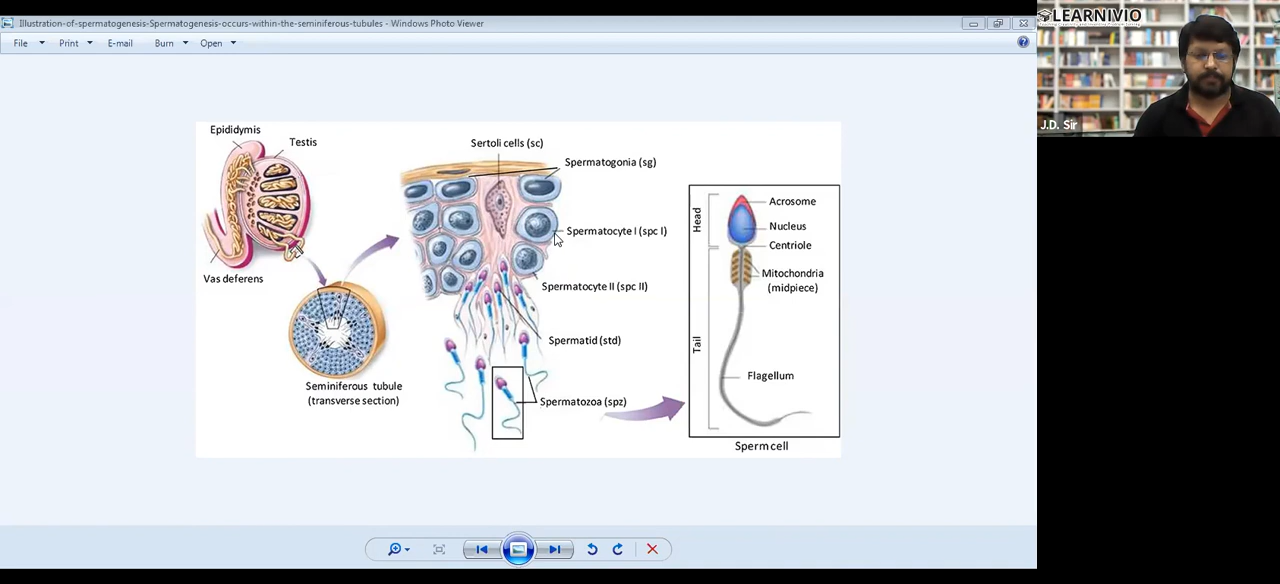 Illustration-of-spermatogenesis-Spermatogenesis-occurs-within-the-seminiferous-tubules - Windows Photo Viewer
File Print E-mail Burn Open
LEARNIVIO
J.D. Sir
Epididymis
Testis
Vas deferens
Seminiferous tubule
(transverse section)
Sertoli cells (sc)
Spermatogonia (sg)
Spermatocyte I (spc I)
Spermatocyte II (spc II)
Spermatid (std)
Spermatozoa (spz)
Head
Tail
Acrosome
Nucleus
Centriole
Mitochondria
(midpiece)
Flagellum
Sperm cell